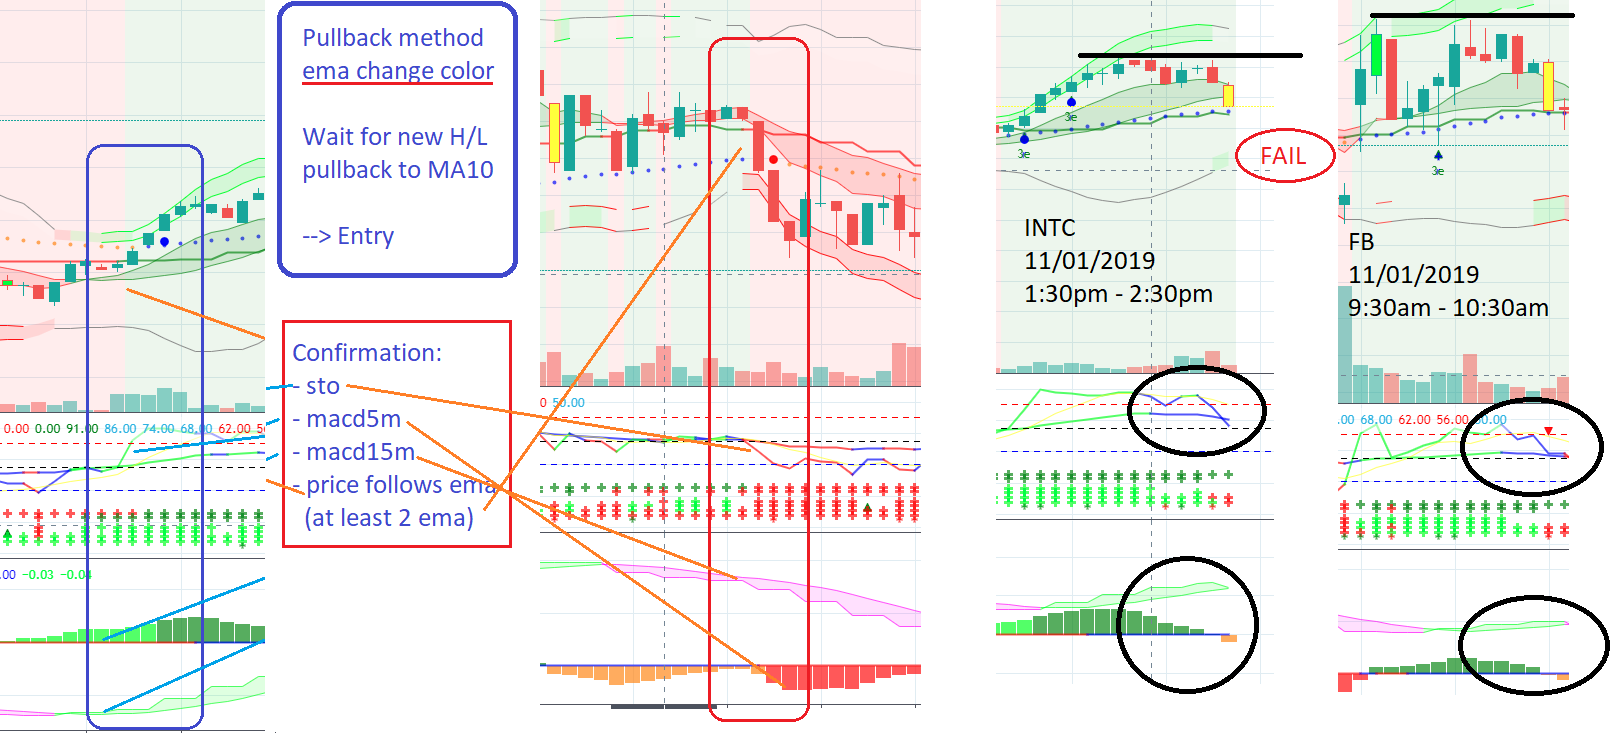 Pullback method
ema change color
Wait for new H/L
pullback to MA10
--> Entry
Confirmation:
- sto
- macd5m
- macd15m
- price follows ema
(at least 2 ema)
0.00 0.00 91.00 86.00 74.00 68.00 62.00
.00 -0.03 -0.04
0 50.00
3e
3e
INTC
11/01/2019
1:30pm - 2:30pm
FAIL
3e
FB
11/01/2019
9:30am - 10:30am
.00 68.00 62.00 56.00 50.00